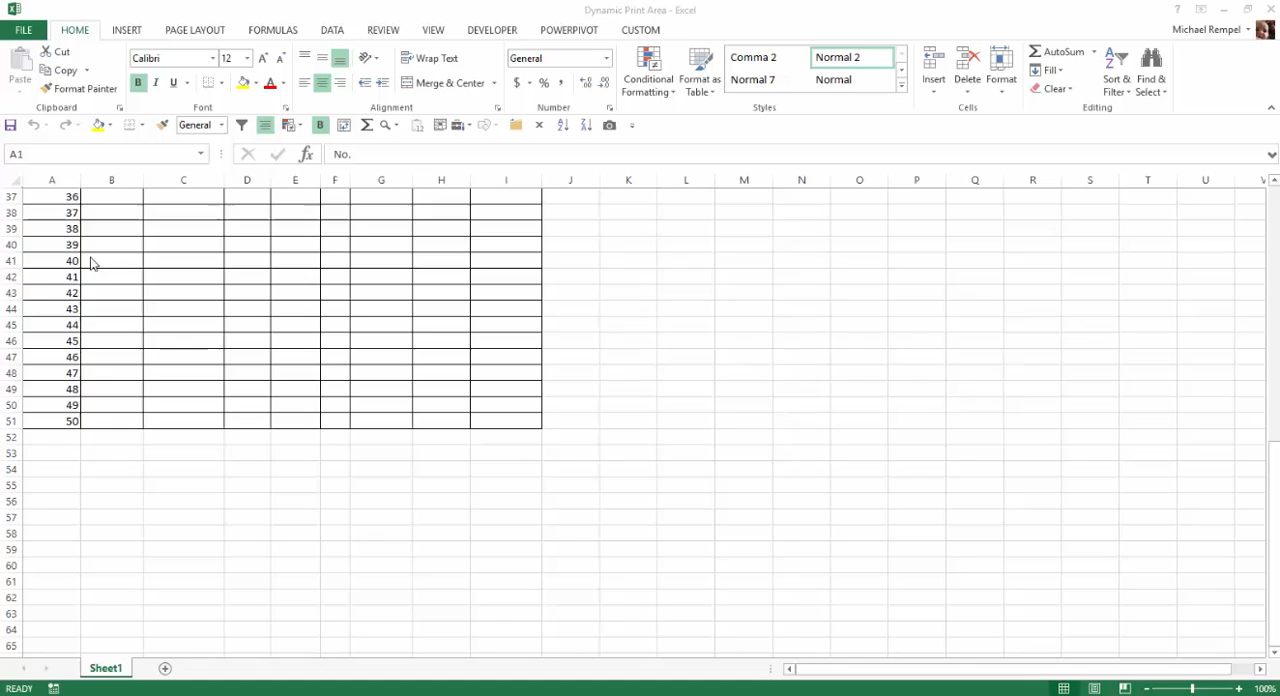 Dynamic Print Area - Excel
FILE HOME INSERT PAGE LAYOUT FORMULAS DATA REVIEW VIEW DEVELOPER POWERPIVOT CUSTOM Michael Rempel
Paste Cut Copy Format Painter Clipboard
Calibri 12 B I U A Font
Wrap Text Merge & Center Alignment
General $ % , Number
Conditional Formatting Format as Table Comma 2 Normal 2 Normal 7 Normal Styles
Insert Delete Format Cells
AutoSum Fill Clear Sort & Filter Find & Select Editing
General B
A1 fx No.
A B C D E F G H I J K L M N O P Q R S T U V
37 36
38 37
39 38
40 39
41 40
42 41
43 42
44 43
45 44
46 45
47 46
48 47
49 48
50 49
51 50
52
53
54
55
56
57
58
59
60
61
62
63
64
65
Sheet1
READY 100%